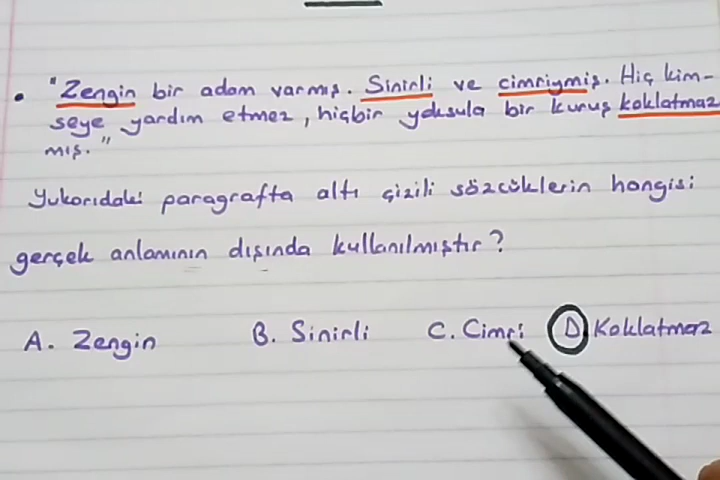 • "Zengin bir adam varmış. Sinirli ve cimriymiş. Hiç kim-
seye yardım etmez, hiçbir yoksula bir kuruş koklatmaz
mış."
Yukarıdaki paragrafta altı çizili sözcüklerin hangisi
gerçek anlamının dışında kullanılmıştır?
A. Zengin B. Sinirli C. Cimri D. Koklatmaz